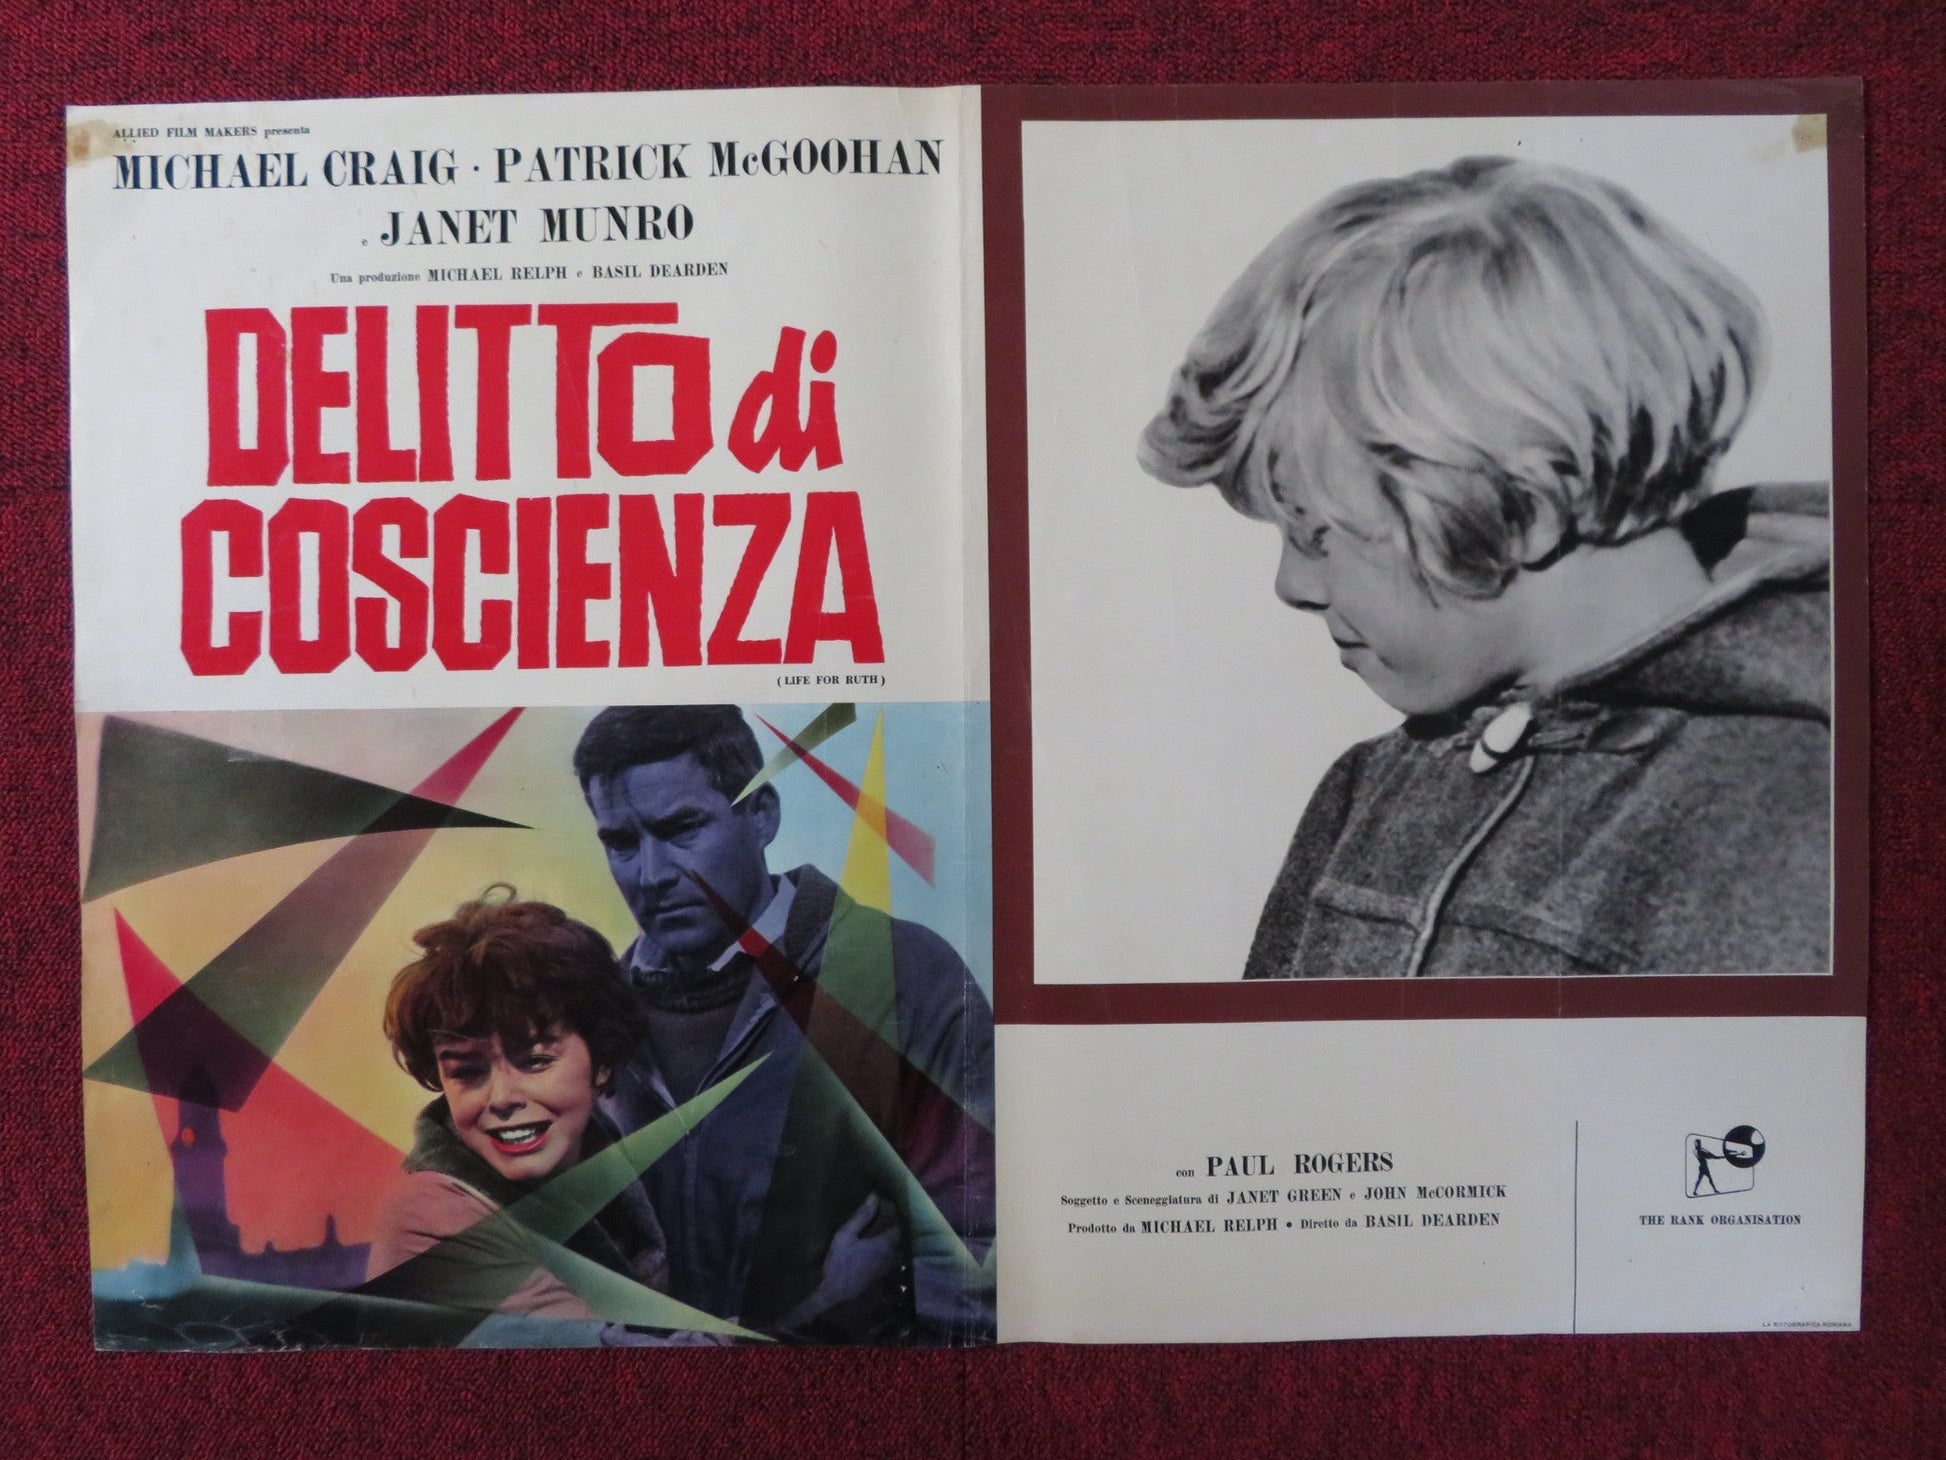 ALLIED FILM MAKERS presenta
MICHAEL CRAIG · PATRICK McGOOHAN
e JANET MUNRO
Una produzione MICHAEL RELPH e BASIL DEARDEN
DELITTO di
COSCIENZA
(LIFE FOR RUTH)
con PAUL ROGERS
Soggetto e Sceneggiatura di JANET GREEN e JOHN McCORMICK
Prodotto da MICHAEL RELPH • Diretto da BASIL DEARDEN
THE RANK ORGANISATION
LA ROTOGRAFICA ROMANA